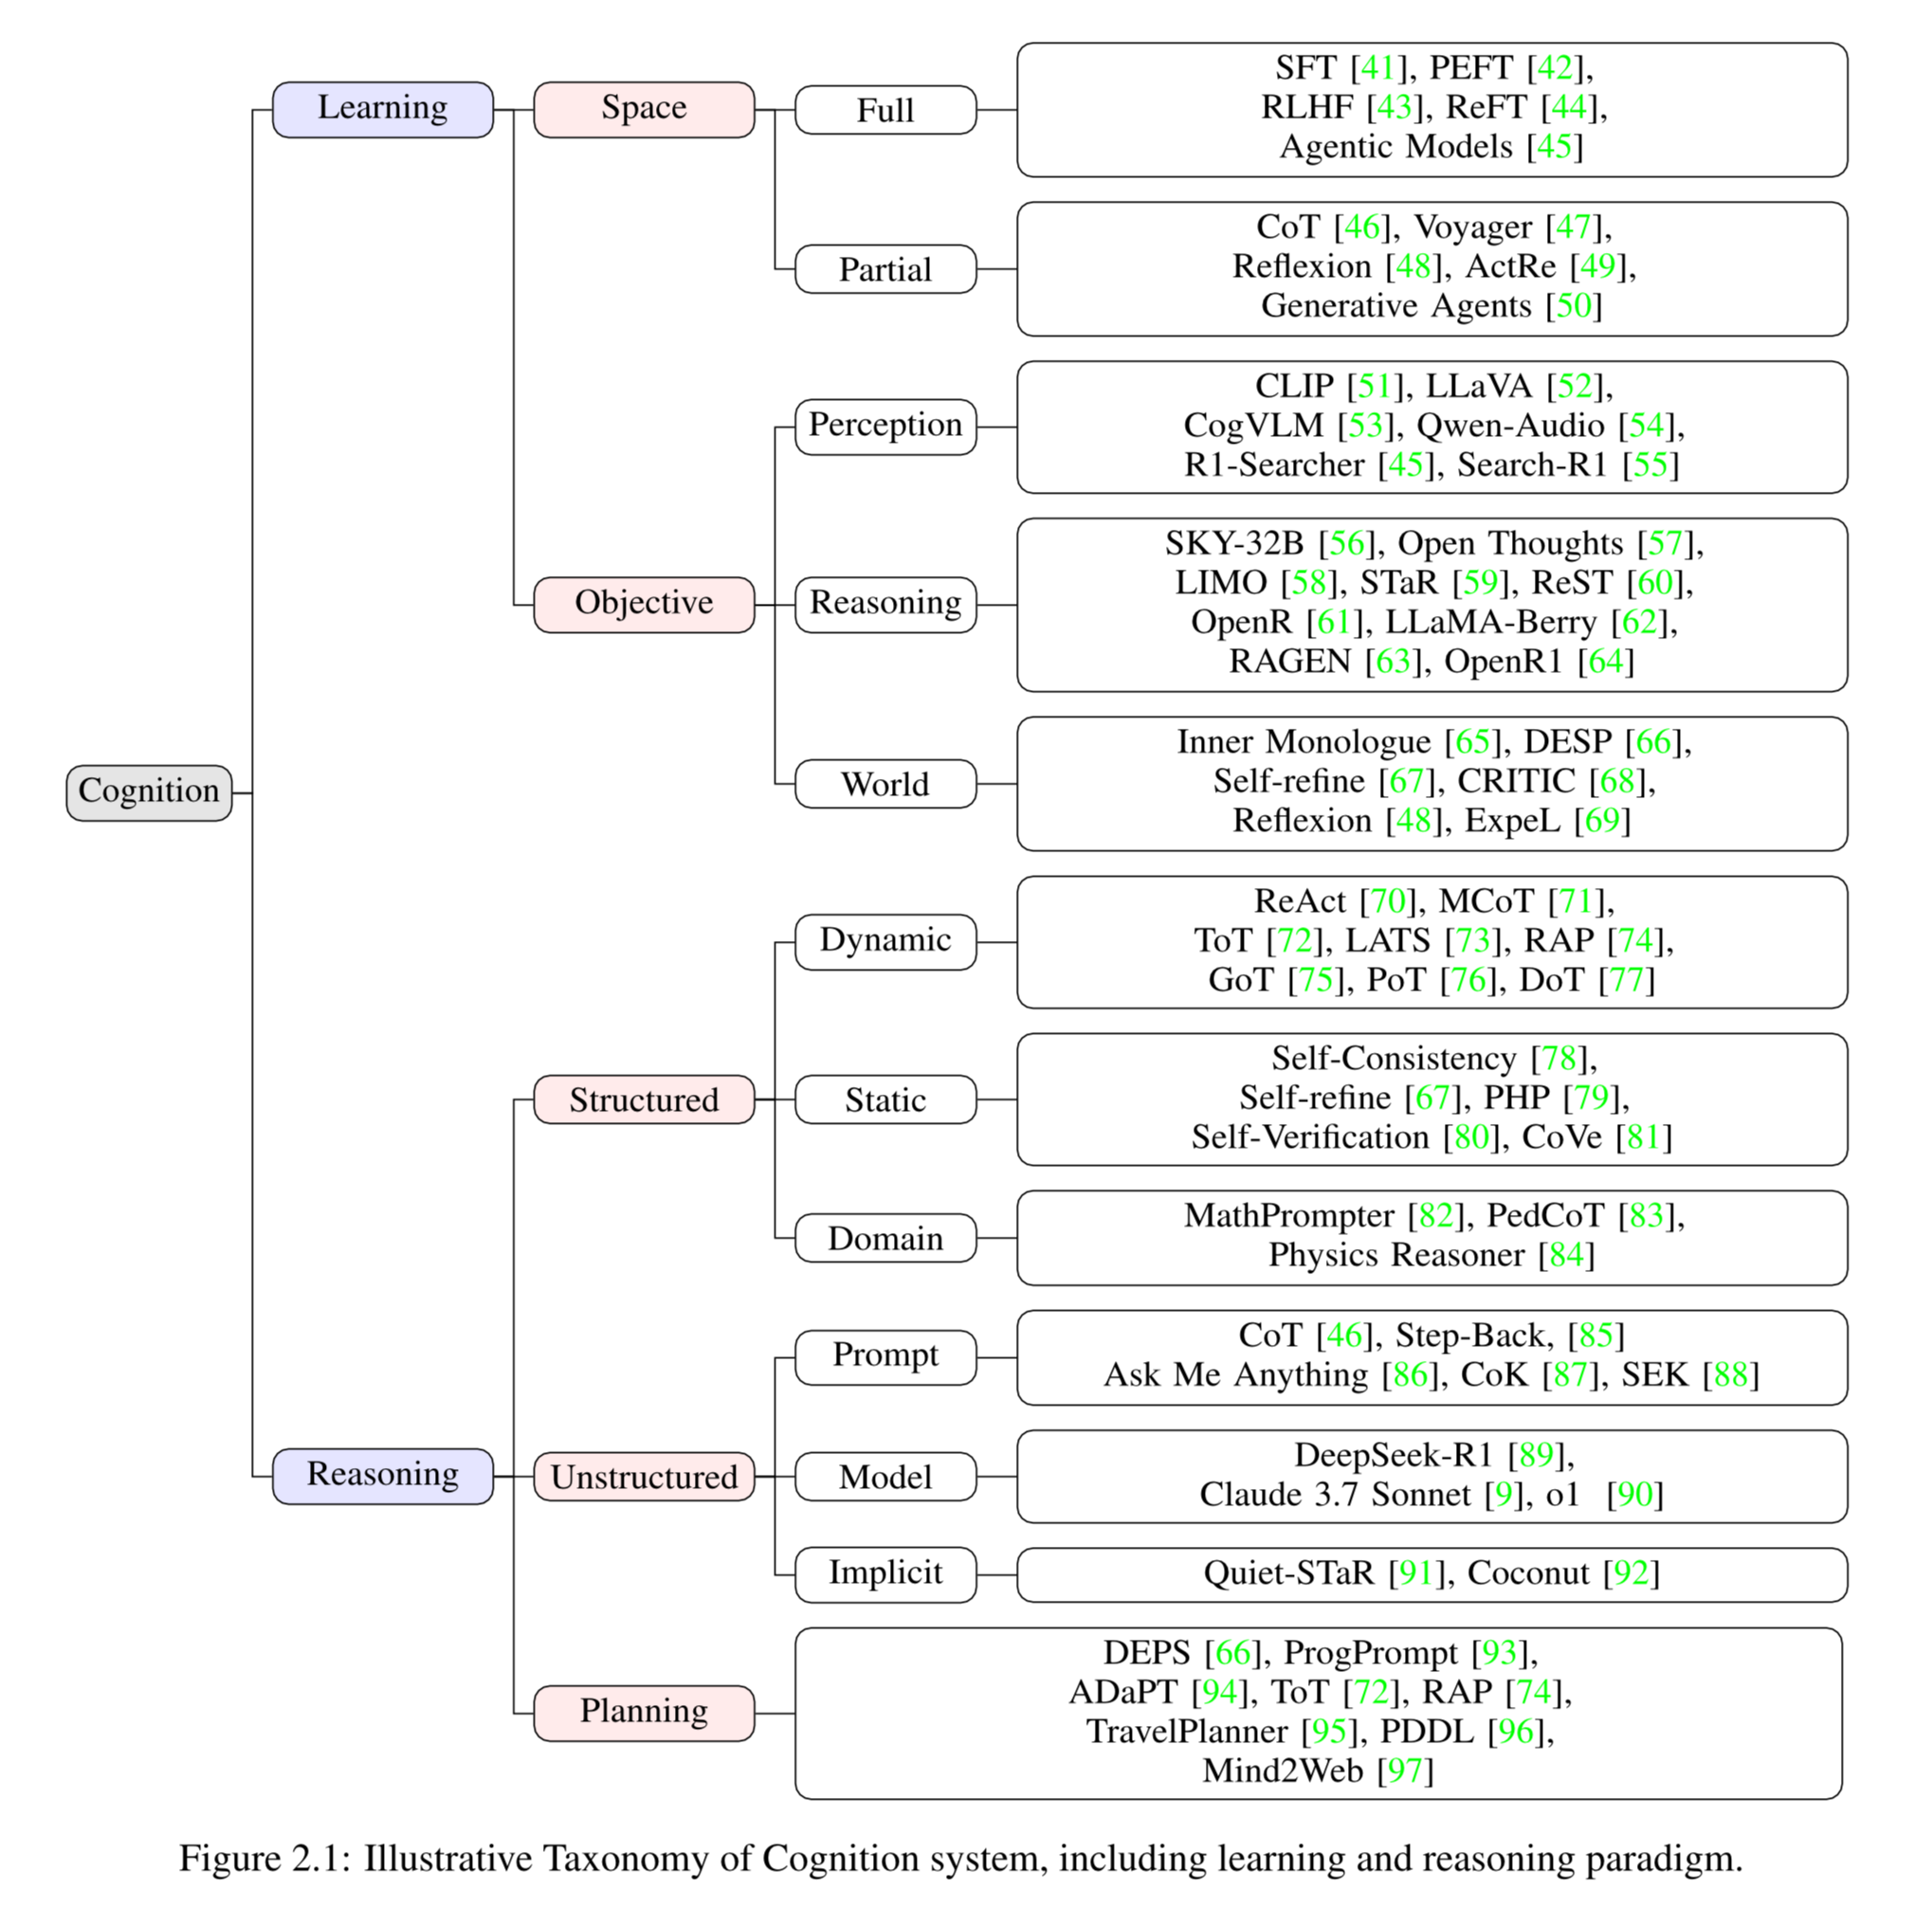 Cognition
Learning
Space
Full
SFT [41], PEFT [42],
RLHF [43], ReFT [44],
Agentic Models [45]
Partial
CoT [46], Voyager [47],
Reflexion [48], ActRe [49],
Generative Agents [50]
Objective
Perception
CLIP [51], LLaVA [52],
CogVLM [53], Qwen-Audio [54],
R1-Searcher [45], Search-R1 [55]
Reasoning
SKY-32B [56], Open Thoughts [57],
LIMO [58], STaR [59], ReST [60],
OpenR [61], LLaMA-Berry [62],
RAGEN [63], OpenR1 [64]
World
Inner Monologue [65], DESP [66],
Self-refine [67], CRITIC [68],
Reflexion [48], ExpeL [69]
Reasoning
Structured
Dynamic
ReAct [70], MCoT [71],
ToT [72], LATS [73], RAP [74],
GoT [75], PoT [76], DoT [77]
Static
Self-Consistency [78],
Self-refine [67], PHP [79],
Self-Verification [80], CoVe [81]
Domain
MathPrompter [82], PedCoT [83],
Physics Reasoner [84]
Unstructured
Prompt
CoT [46], Step-Back, [85]
Ask Me Anything [86], CoK [87], SEK [88]
Model
DeepSeek-R1 [89],
Claude 3.7 Sonnet [9], o1 [90]
Implicit
Quiet-STaR [91], Coconut [92]
Planning
DEPS [66], ProgPrompt [93],
ADaPT [94], ToT [72], RAP [74],
TravelPlanner [95], PDDL [96],
Mind2Web [97]
Figure 2.1: Illustrative Taxonomy of Cognition system, including learning and reasoning paradigm.